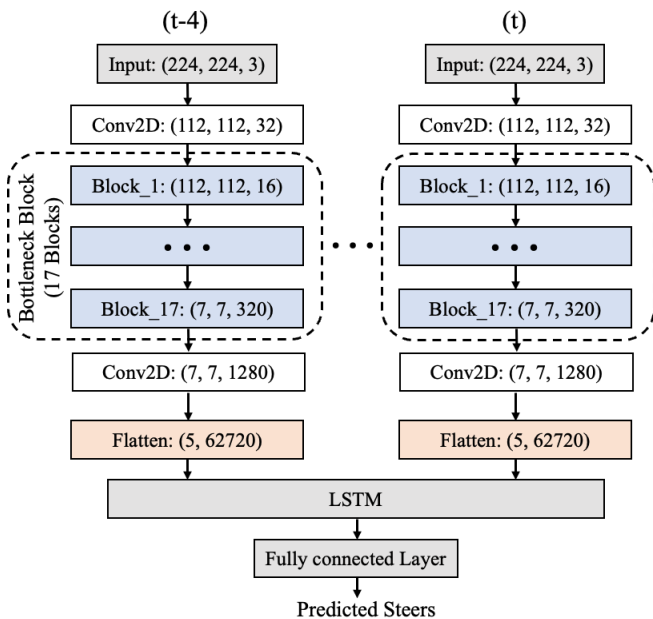 (t-4)
(t)
Input: (224, 224, 3)
Input: (224, 224, 3)
Conv2D: (112, 112, 32)
Conv2D: (112, 112, 32)
Bottleneck Block
(17 Blocks)
Block_1: (112, 112, 16)
Block_1: (112, 112, 16)
• • •
• • •
• • •
Block_17: (7, 7, 320)
Block_17: (7, 7, 320)
Conv2D: (7, 7, 1280)
Conv2D: (7, 7, 1280)
Flatten: (5, 62720)
Flatten: (5, 62720)
LSTM
Fully connected Layer
Predicted Steers